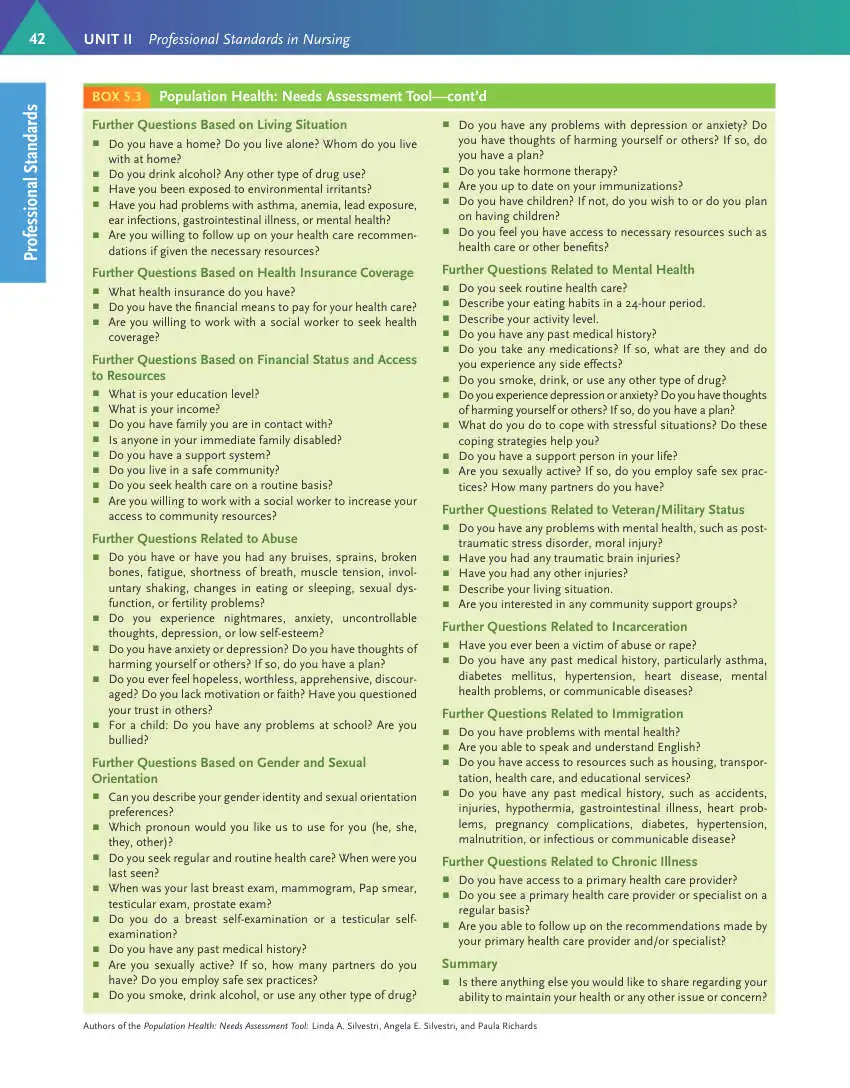 42
UNIT II Professional Standards in Nursing
Professional Standards
BOX 5.3 Population Health: Needs Assessment Tool—cont'd
Further Questions Based on Living Situation
■ Do you have a home? Do you live alone? Whom do you live
with at home?
■ Do you drink alcohol? Any other type of drug use?
■ Have you been exposed to environmental irritants?
■ Have you had problems with asthma, anemia, lead exposure,
ear infections, gastrointestinal illness, or mental health?
■ Are you willing to follow up on your health care recommen-
dations if given the necessary resources?
Further Questions Based on Health Insurance Coverage
■ What health insurance do you have?
■ Do you have the financial means to pay for your health care?
■ Are you willing to work with a social worker to seek health
coverage?
Further Questions Based on Financial Status and Access
to Resources
■ What is your education level?
■ What is your income?
■ Do you have family you are in contact with?
■ Is anyone in your immediate family disabled?
■ Do you have a support system?
■ Do you live in a safe community?
■ Do you seek health care on a routine basis?
■ Are you willing to work with a social worker to increase your
access to community resources?
Further Questions Related to Abuse
■ Do you have or have you had any bruises, sprains, broken
bones, fatigue, shortness of breath, muscle tension, invol-
untary shaking, changes in eating or sleeping, sexual dys-
function, or fertility problems?
■ Do you experience nightmares, anxiety, uncontrollable
thoughts, depression, or low self-esteem?
■ Do you have anxiety or depression? Do you have thoughts of
harming yourself or others? If so, do you have a plan?
■ Do you ever feel hopeless, worthless, apprehensive, discour-
aged? Do you lack motivation or faith? Have you questioned
your trust in others?
■ For a child: Do you have any problems at school? Are you
bullied?
Further Questions Based on Gender and Sexual
Orientation
■ Can you describe your gender identity and sexual orientation
preferences?
■ Which pronoun would you like us to use for you (he, she,
they, other)?
■ Do you seek regular and routine health care? When were you
last seen?
■ When was your last breast exam, mammogram, Pap smear,
testicular exam, prostate exam?
■ Do you do a breast self-examination or a testicular self-
examination?
■ Do you have any past medical history?
■ Are you sexually active? If so, how many partners do you
have? Do you employ safe sex practices?
■ Do you smoke, drink alcohol, or use any other type of drug?
■ Do you have any problems with depression or anxiety? Do
you have thoughts of harming yourself or others? If so, do
you have a plan?
■ Do you take hormone therapy?
■ Are you up to date on your immunizations?
■ Do you have children? If not, do you wish to or do you plan
on having children?
■ Do you feel you have access to necessary resources such as
health care or other benefits?
Further Questions Related to Mental Health
■ Do you seek routine health care?
■ Describe your eating habits in a 24-hour period.
■ Describe your activity level.
■ Do you have any past medical history?
■ Do you take any medications? If so, what are they and do
you experience any side effects?
■ Do you smoke, drink, or use any other type of drug?
■ Do you experience depression or anxiety? Do you have thoughts
of harming yourself or others? If so, do you have a plan?
■ What do you do to cope with stressful situations? Do these
coping strategies help you?
■ Do you have a support person in your life?
■ Are you sexually active? If so, do you employ safe sex prac-
tices? How many partners do you have?
Further Questions Related to Veteran/Military Status
■ Do you have any problems with mental health, such as post-
traumatic stress disorder, moral injury?
■ Have you had any traumatic brain injuries?
■ Have you had any other injuries?
■ Describe your living situation.
■ Are you interested in any community support groups?
Further Questions Related to Incarceration
■ Have you ever been a victim of abuse or rape?
■ Do you have any past medical history, particularly asthma,
diabetes mellitus, hypertension, heart disease, mental
health problems, or communicable diseases?
Further Questions Related to Immigration
■ Do you have problems with mental health?
■ Are you able to speak and understand English?
■ Do you have access to resources such as housing, transpor-
tation, health care, and educational services?
■ Do you have any past medical history, such as accidents,
injuries, hypothermia, gastrointestinal illness, heart prob-
lems, pregnancy complications, diabetes, hypertension,
malnutrition, or infectious or communicable disease?
Further Questions Related to Chronic Illness
■ Do you have access to a primary health care provider?
■ Do you see a primary health care provider or specialist on a
regular basis?
■ Are you able to follow up on the recommendations made by
your primary health care provider and/or specialist?
Summary
■ Is there anything else you would like to share regarding your
ability to maintain your health or any other issue or concern?
Authors of the Population Health: Needs Assessment Tool: Linda A. Silvestri, Angela E. Silvestri, and Paula Richards